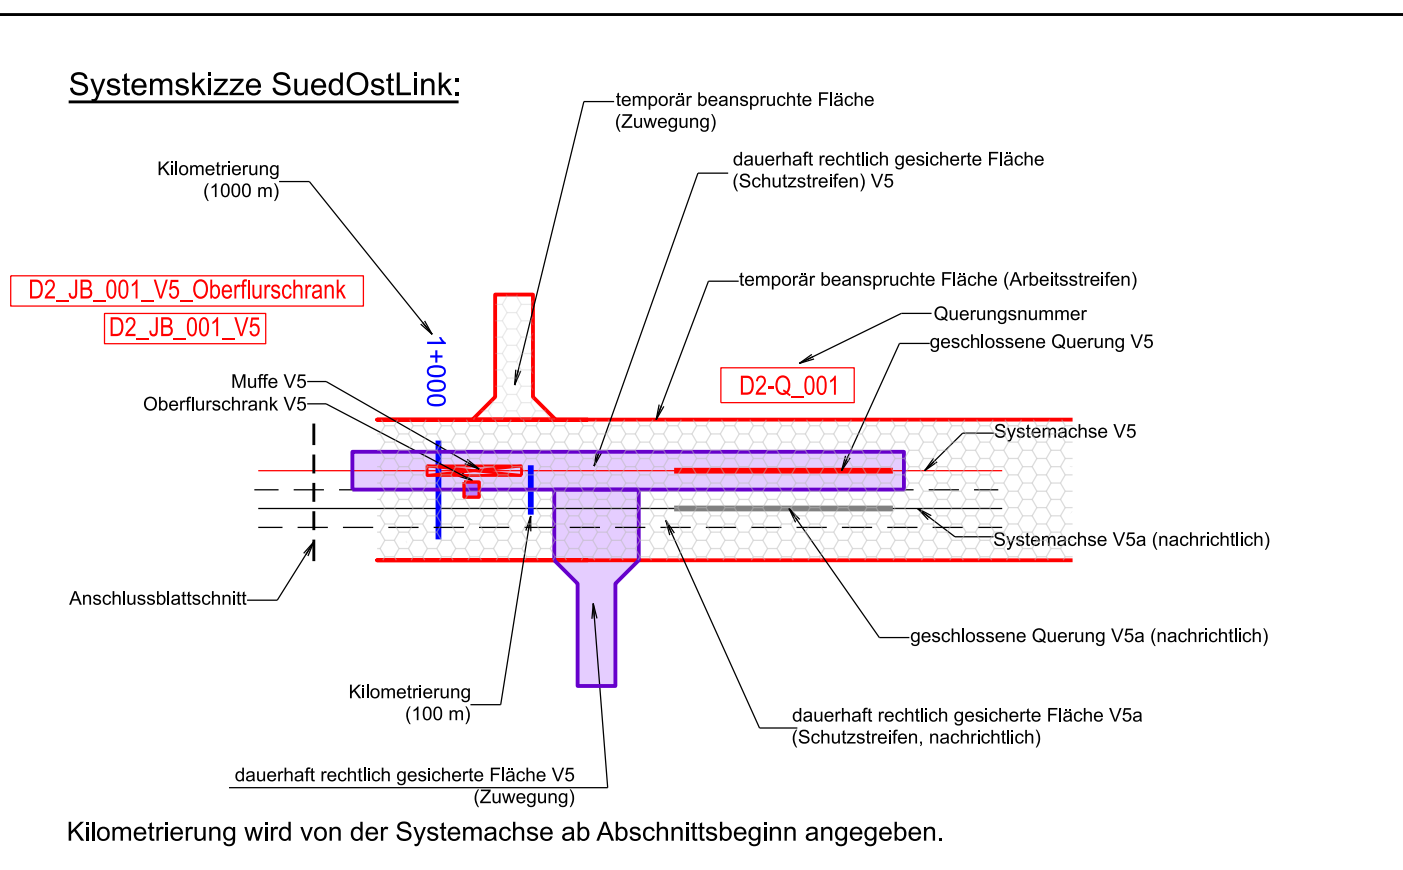 Systemskizze SuedOstLink:
temporär beanspruchte Fläche
(Zuwegung)
Kilometrierung
(1000 m)
dauerhaft rechtlich gesicherte Fläche
(Schutzstreifen) V5
D2_JB_001_V5_Oberflurschrank
D2_JB_001_V5
temporär beanspruchte Fläche (Arbeitsstreifen)
Querungsnummer
geschlossene Querung V5
1+000
D2-Q_001
Muffe V5
Oberflurschrank V5
Systemachse V5
Systemachse V5a (nachrichtlich)
Anschlussblattschnitt
geschlossene Querung V5a (nachrichtlich)
Kilometrierung
(100 m)
dauerhaft rechtlich gesicherte Fläche V5a
(Schutzstreifen, nachrichtlich)
dauerhaft rechtlich gesicherte Fläche V5
(Zuwegung)
Kilometrierung wird von der Systemachse ab Abschnittsbeginn angegeben.